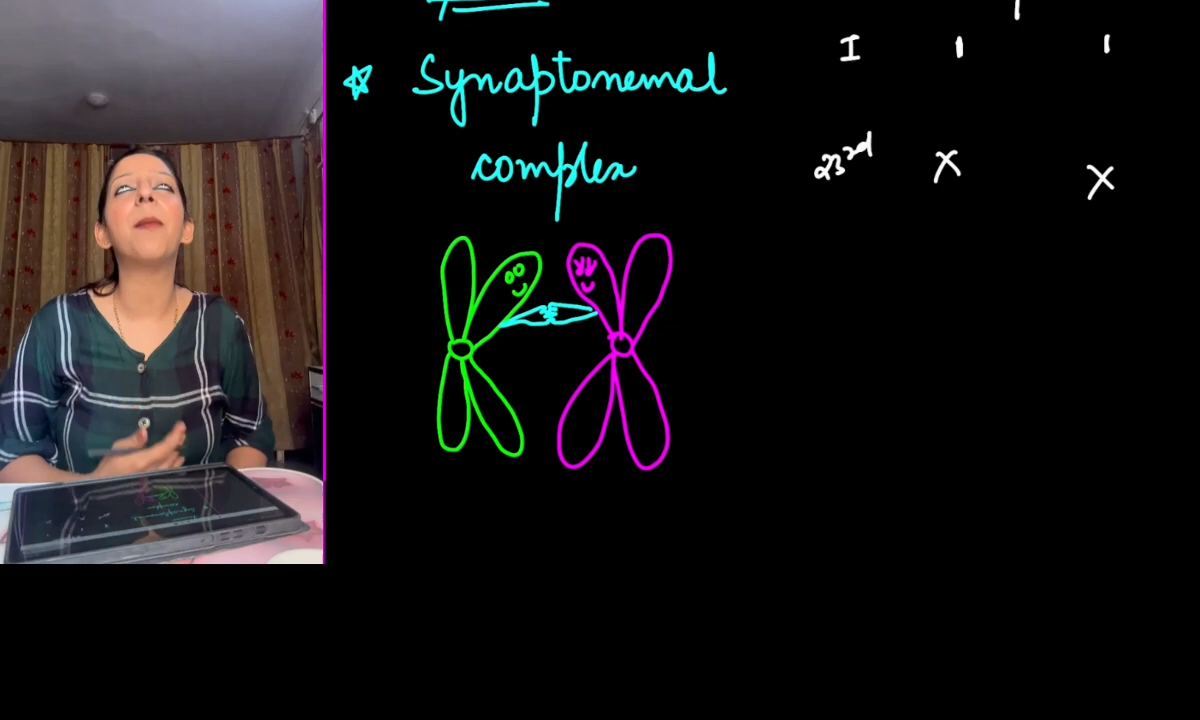 ☆ Synaptonemal
complex
I 1 1
23rd X X